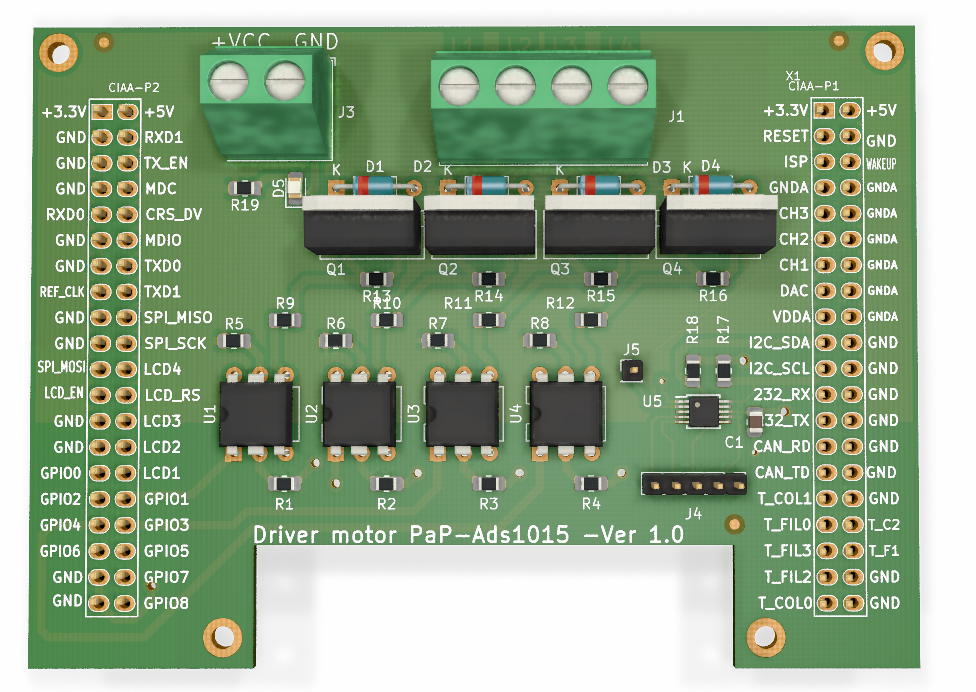 +VCC GND
J3
J1
CIAA-P2
+3.3V +5V
GND RXD1
GND TX_EN
GND MDC
RXD0 CRS_DV
GND MDIO
GND TXD0
REF_CLK TXD1
GND SPI_MISO
GND SPI_SCK
SPI_MOSI LCD4
LCD_EN LCD_RS
GND LCD3
GND LCD2
GPIO0 LCD1
GPIO2 GPIO1
GPIO4 GPIO3
GPIO6 GPIO5
GND GPIO7
GND GPIO8
K D1 D2 K K D3 K D4
R19
D5
Q1 Q2 Q3 Q4
R13 R14 R15 R16
R9 R10 R11 R12
R5 R6 R7 R8
R18 R17
J5
U1 U2 U3 U4
U5
C1
R1 R2 R3 R4
J4
Driver motor PaP-Ads1015 -Ver 1.0
X1
CIAA-P1
+3.3V +5V
RESET GND
ISP WAKEUP
GNDA GNDA
CH3 GNDA
CH2 GNDA
CH1 GNDA
DAC GNDA
VDDA GNDA
I2C_SDA GND
I2C_SCL GND
232_RX GND
232_TX GND
CAN_RD GND
CAN_TD GND
T_COL1 GND
T_FIL0 T_C2
T_FIL3 T_F1
T_FIL2 GND
T_COL0 GND